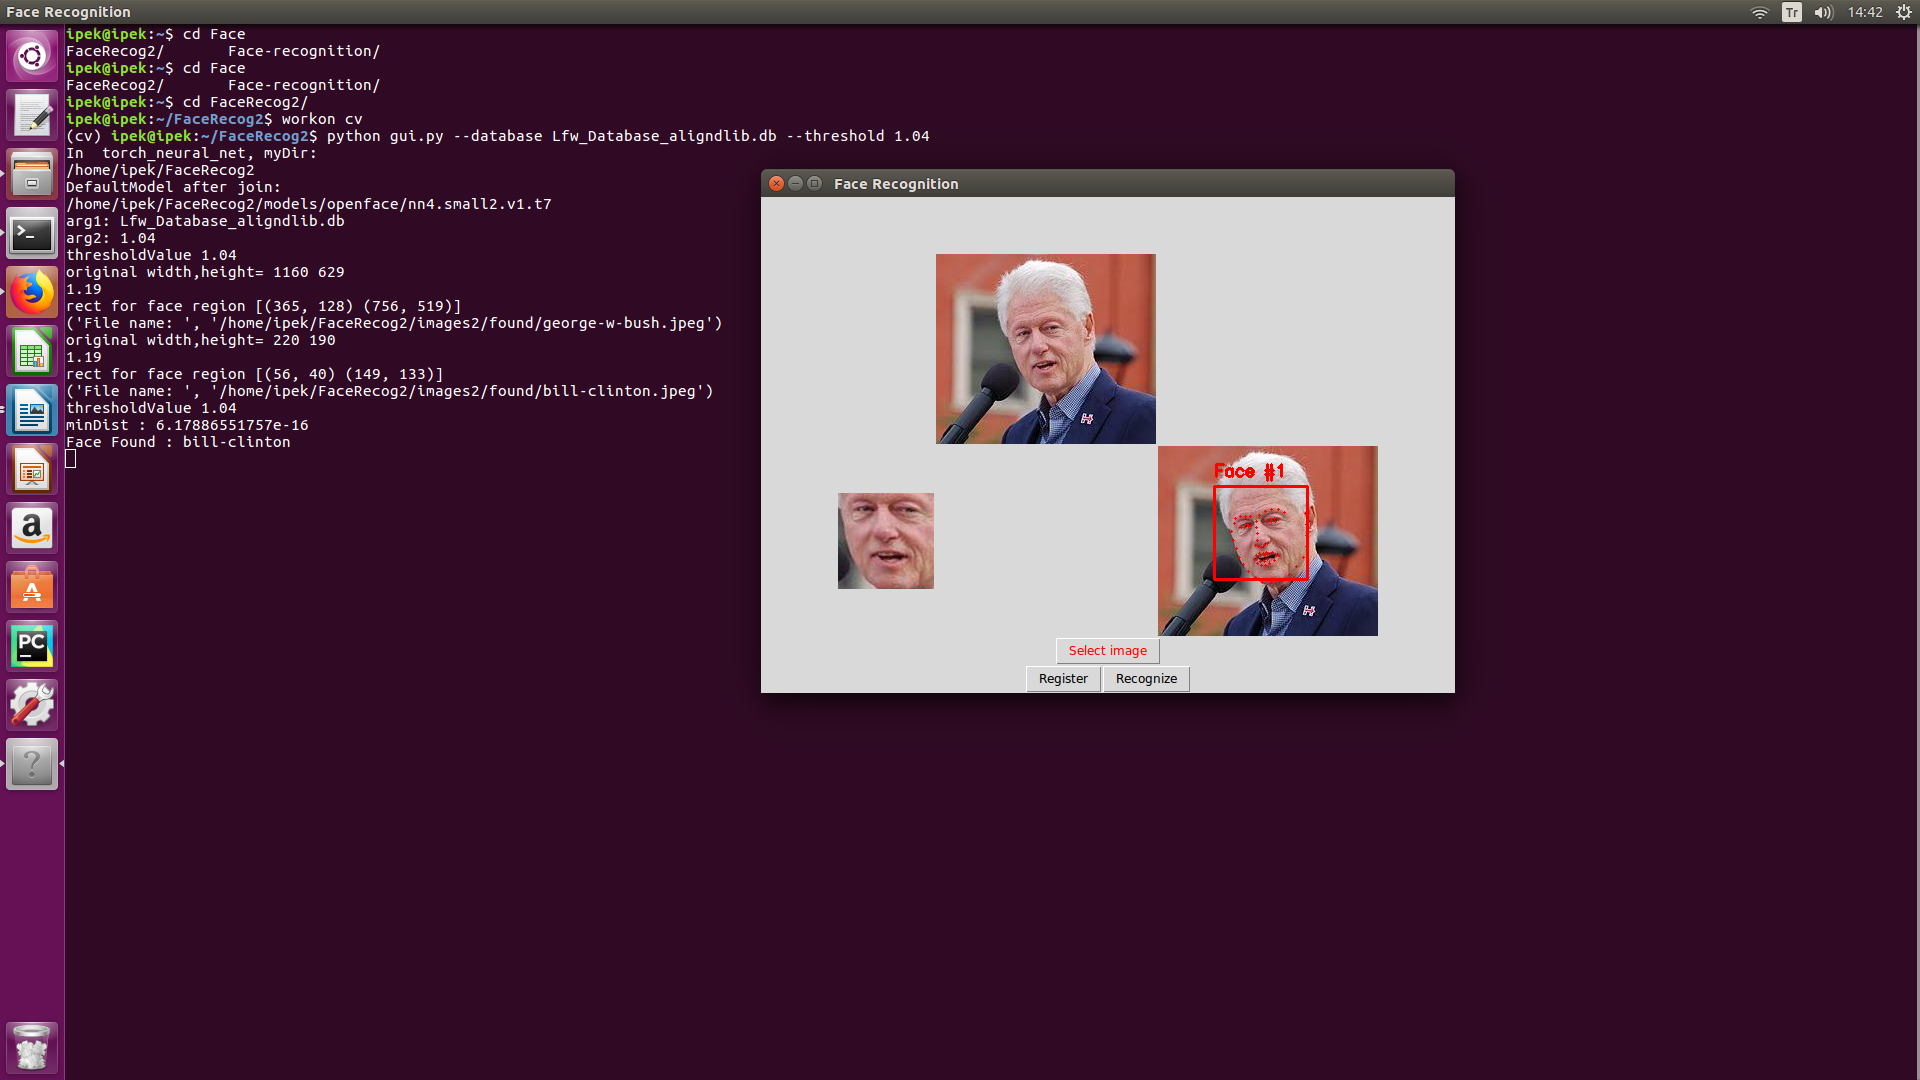 Face Recognition
Tr
14:42
ipek@ipek:~$ cd Face
FaceRecog2/ Face-recognition/
ipek@ipek:~$ cd Face
FaceRecog2/ Face-recognition/
ipek@ipek:~$ cd FaceRecog2/
ipek@ipek:~/FaceRecog2$ workon cv
(cv) ipek@ipek:~/FaceRecog2$ python gui.py --database Lfw_Database_aligndlib.db --threshold 1.04
In  torch_neural_net, myDir:
/home/ipek/FaceRecog2
DefaultModel after join:
/home/ipek/FaceRecog2/models/openface/nn4.small2.v1.t7
arg1: Lfw_Database_aligndlib.db
arg2: 1.04
thresholdValue 1.04
original width,height= 1160 629
1.19
rect for face region [(365, 128) (756, 519)]
('File name: ', '/home/ipek/FaceRecog2/images2/found/george-w-bush.jpeg')
original width,height= 220 190
1.19
rect for face region [(56, 40) (149, 133)]
('File name: ', '/home/ipek/FaceRecog2/images2/found/bill-clinton.jpeg')
thresholdValue 1.04
minDist : 6.17886551757e-16
Face Found : bill-clinton
Face Recognition
Face #1
Select image
Register
Recognize
a
A
PC
?